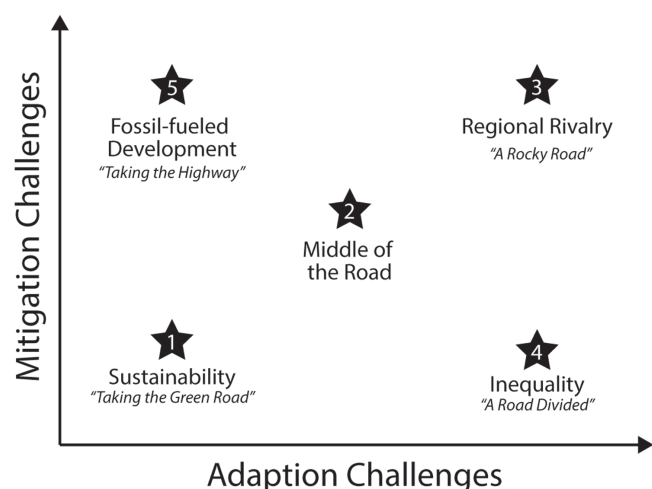 Mitigation Challenges
5
Fossil-fueled
Development
"Taking the Highway"
3
Regional Rivalry
"A Rocky Road"
2
Middle of
the Road
1
Sustainability
"Taking the Green Road"
4
Inequality
"A Road Divided"
Adaption Challenges